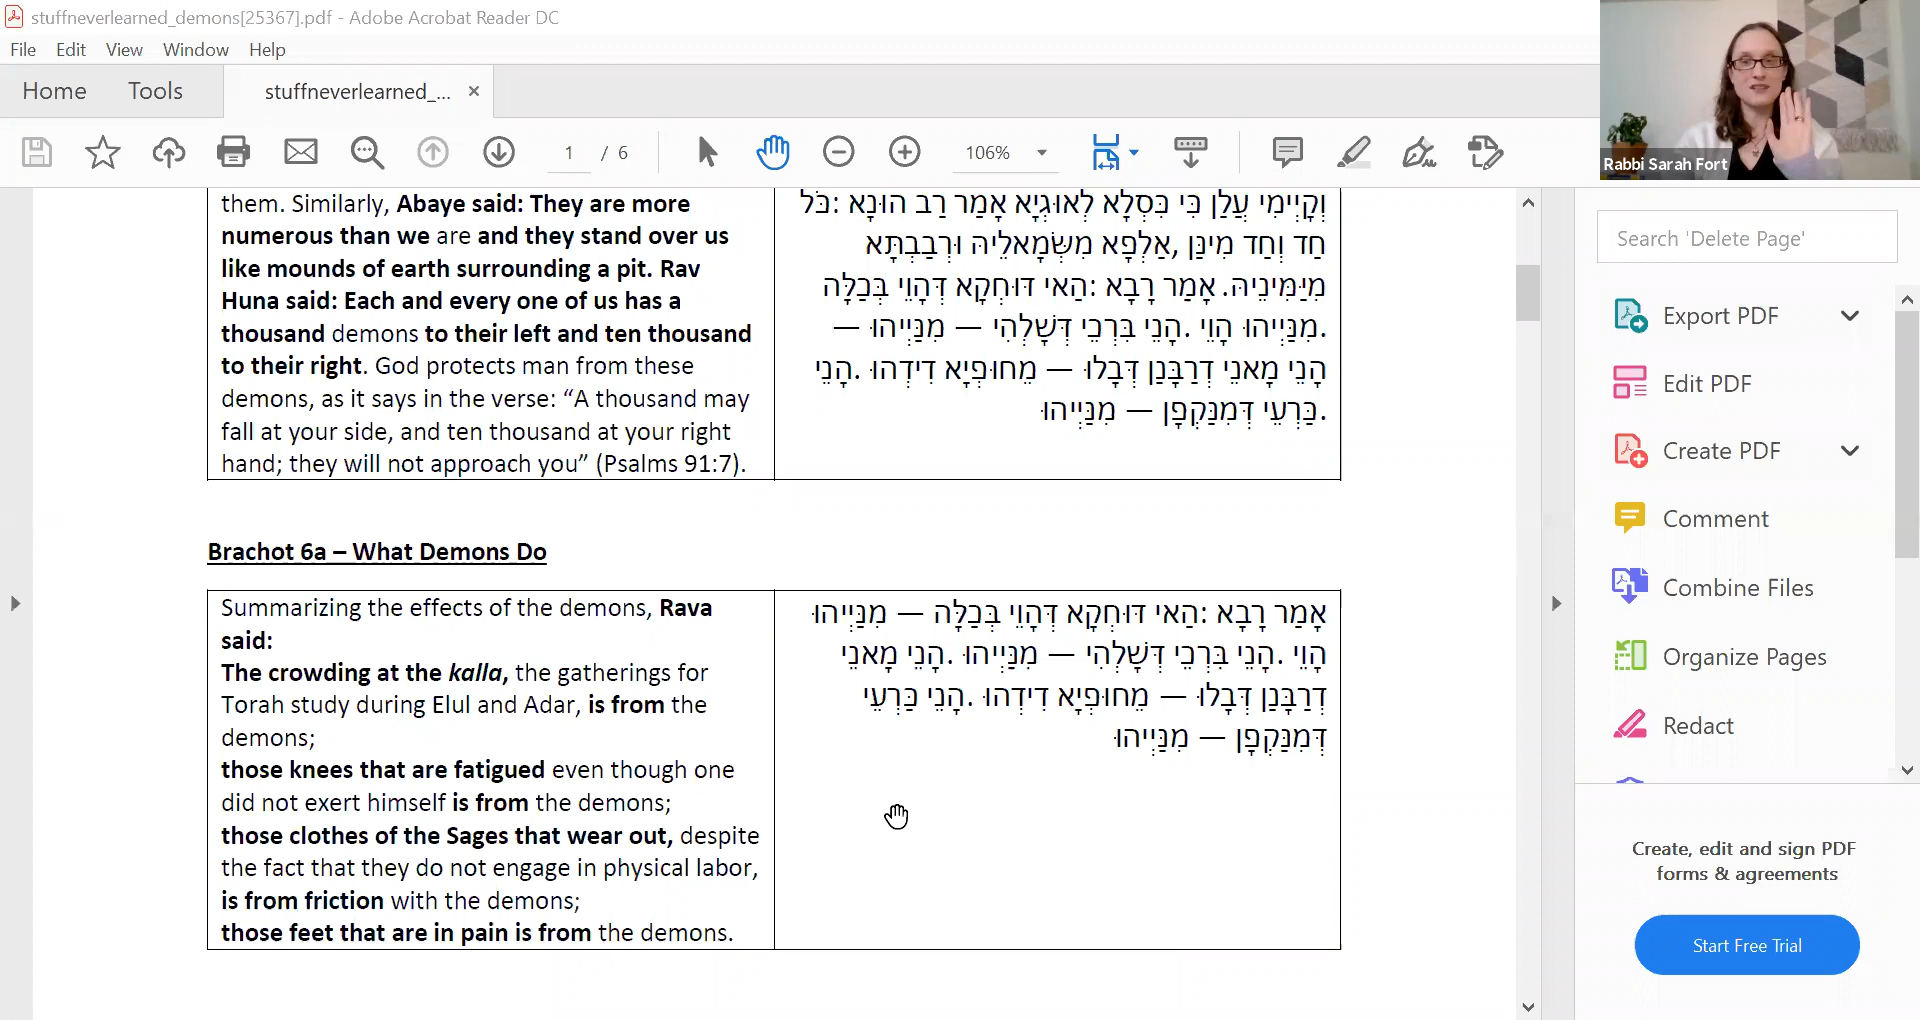 stuffneverlearned_demons[25367].pdf - Adobe Acrobat Reader DC
File Edit View Window Help
Home Tools stuffneverlearned_... ×
1 / 6 106%
Rabbi Sarah Fort
them. Similarly, Abaye said: They are more
numerous than we are and they stand over us
like mounds of earth surrounding a pit. Rav
Huna said: Each and every one of us has a
thousand demons to their left and ten thousand
to their right. God protects man from these
demons, as it says in the verse: “A thousand may
fall at your side, and ten thousand at your right
hand; they will not approach you” (Psalms 91:7).
וְקָיְימִי עֲלַן כִּי כִּסְלָא לְאוּגְיָא אָמַר רַב הוּנָא: כֹּל
חַד וְחַד מִינַּן, אַלְפָא מִשְּׂמָאלֵיהּ וּרְבַבְתָּא
מִיַּמִּינֵיהּ. אָמַר רָבָא: הַאי דּוּחְקָא דְּהָוֵי בְּכַלָּה
— מִנַּיְיהוּ הָוֵי. הָנֵי בִּרְכֵי דְּשָׁלְהִי — מִנַּיְיהוּ.
הָנֵי מָאנֵי דְרַבָּנַן דְּבָלוּ — מֵחוּפְיָא דִידְהוּ. הָנֵי
כַּרְעֵי דְּמִנַּקְפָן — מִנַּיְיהוּ.
Brachot 6a – What Demons Do
Summarizing the effects of the demons, Rava
said:
The crowding at the kalla, the gatherings for
Torah study during Elul and Adar, is from the
demons;
those knees that are fatigued even though one
did not exert himself is from the demons;
those clothes of the Sages that wear out, despite
the fact that they do not engage in physical labor,
is from friction with the demons;
those feet that are in pain is from the demons.
אָמַר רָבָא: הַאי דּוּחְקָא דְּהָוֵי בְּכַלָּה — מִנַּיְיהוּ
הָוֵי. הָנֵי בִּרְכֵי דְּשָׁלְהִי — מִנַּיְיהוּ. הָנֵי מָאנֵי
דְרַבָּנַן דְּבָלוּ — מֵחוּפְיָא דִידְהוּ. הָנֵי כַּרְעֵי
דְּמִנַּקְפָן — מִנַּיְיהוּ
Search 'Delete Page'
Export PDF
Edit PDF
Create PDF
Comment
Combine Files
Organize Pages
Redact
Create, edit and sign PDF
forms & agreements
Start Free Trial